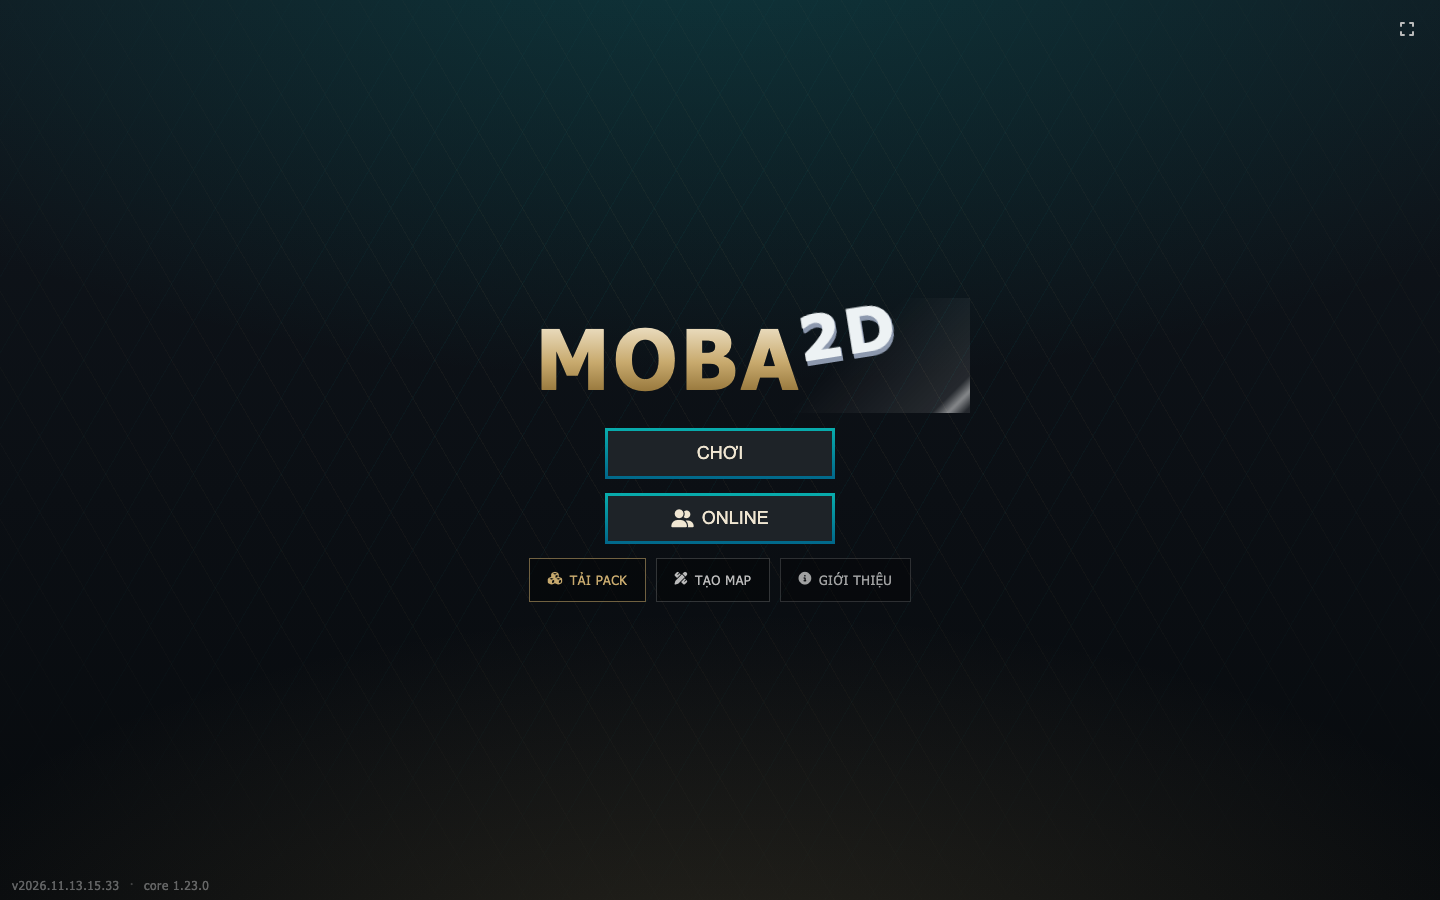 MOBA2D
CHƠI
ONLINE
TẢI PACK
TẠO MAP
GIỚI THIỆU
v2026.11.13.15.33 · core 1.23.0